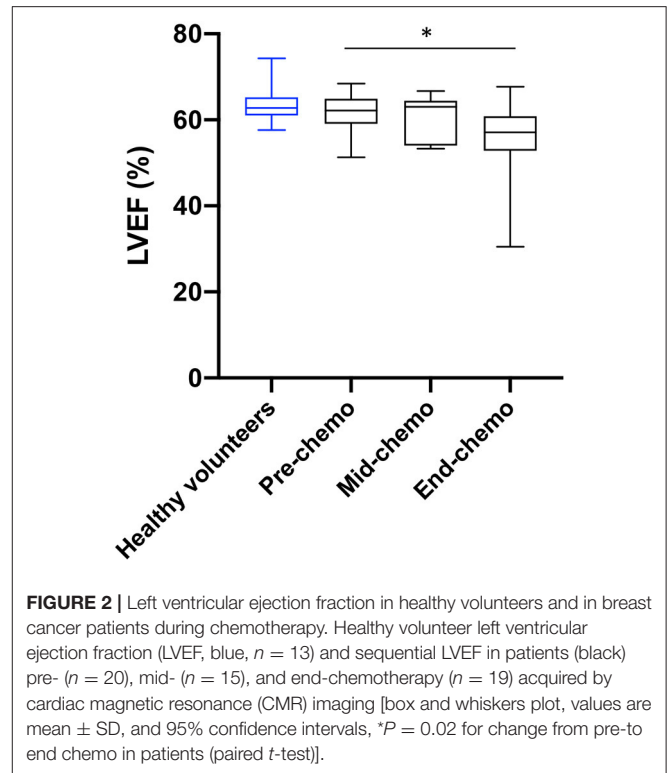 80
*
60
40
20
0
LVEF (%)
Healthy volunteers
Pre-chemo
Mid-chemo
End-chemo
FIGURE 2 | Left ventricular ejection fraction in healthy volunteers and in breast
cancer patients during chemotherapy. Healthy volunteer left ventricular
ejection fraction (LVEF, blue, n = 13) and sequential LVEF in patients (black)
pre- (n = 20), mid- (n = 15), and end-chemotherapy (n = 19) acquired by
cardiac magnetic resonance (CMR) imaging [box and whiskers plot, values are
mean ± SD, and 95% confidence intervals, *P = 0.02 for change from pre-to
end chemo in patients (paired t-test)].